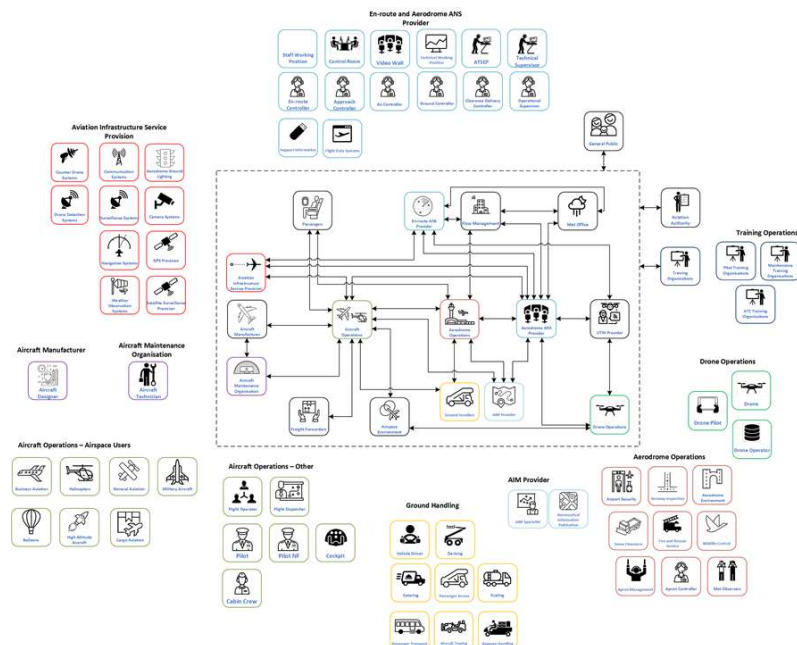 En-route and Aerodrome ANS
Provider
Staff Working
Position
Control Room
Video Wall
Technical Working
Position
ATSEP
Technical
Supervisor
En-route
Controller
Approach
Controller
Air Controller
Ground Controller
Clearance Delivery
Controller
Operational
Supervisor
Support Information
Flight Data Systems
General Public
Aviation Infrastructure Service
Provision
Counter Drone
Systems
Communication
Systems
Aerodrome Ground
Lighting
Drone Detection
Systems
Surveillance Systems
Camera Systems
Navigation Systems
GPS Provision
Weather
Observation
Systems
Satellite Surveillance
Provision
Passengers
En-route ANS
Provider
Flow Management
Met Office
Aviation
Authority
Training
Organisations
Training Operations
Pilot Training
Organisations
Maintenance
Training
Organisations
ATC Training
Organisations
Aviation
Infrastructure
Service Provision
Aircraft
Manufacturer
Aircraft
Operations
Aerodrome
Operations
Aerodrome ANS
Provider
UTM Provider
Aircraft
Maintenance
Organisation
Ground Handlers
AIM Provider
Freight Forwarders
Airspace
Environment
Drone Operations
Aircraft Manufacturer
Aircraft
Designer
Aircraft Maintenance
Organisation
Aircraft
Technician
Drone Operations
Drone
Drone Pilot
Drone Operator
Aircraft Operations – Airspace Users
Business Aviation
Helicopters
General Aviation
Military Aircraft
Balloons
High Altitude
Aircraft
Cargo Aviation
Aircraft Operations – Other
Flight Operator
Flight Dispatcher
Pilot
Pilot NF
Cockpit
Cabin Crew
Ground Handling
Vehicle Driver
De-icing
Catering
Passenger Access
Fueling
Passenger Transport
Aircraft Towing
Baggage Handling
AIM Provider
AIM Specialist
Aeronautical
Information
Publication
Aerodrome Operations
Airport Security
Runway Inspection
Aerodrome
Environment
Snow Clearance
Fire and Rescue
Service
Wildlife Control
Apron Management
Apron Controller
Met Observers